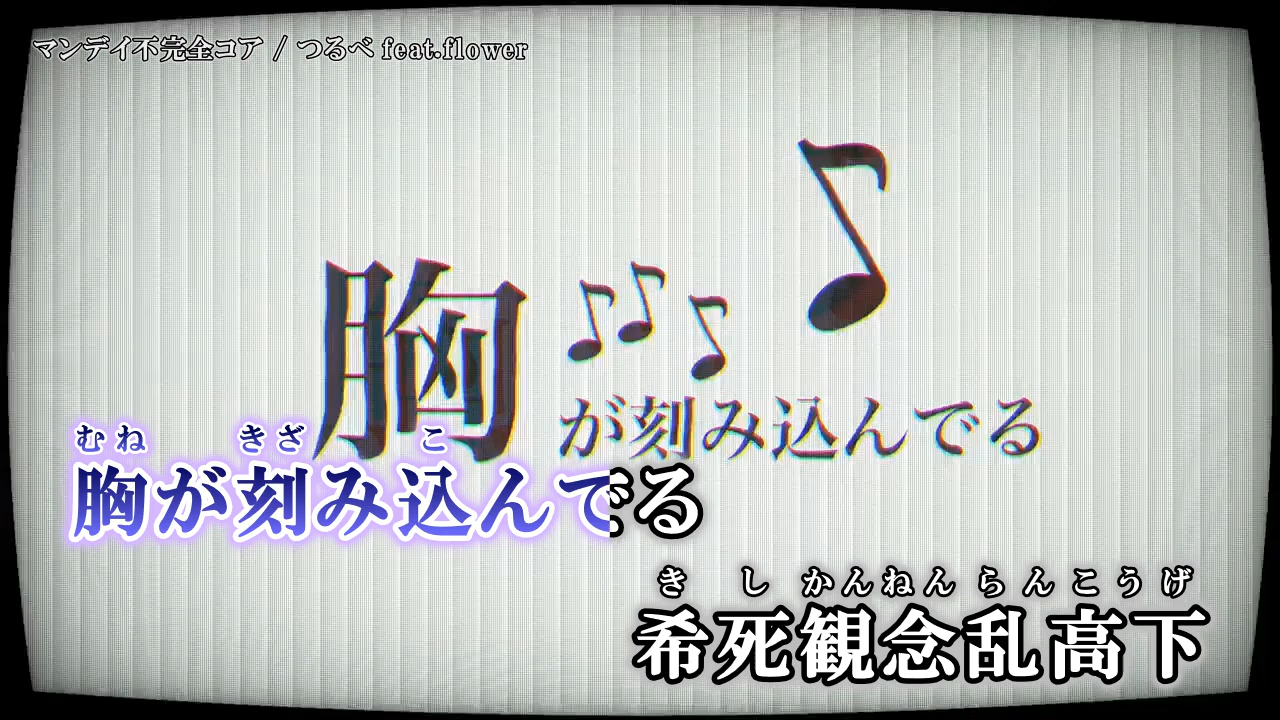 マンデイ不完全コア / つるべ feat.flower
胸
が刻み込んでる
むね きざ こ
胸が刻み込んでる
き し かんねん らんこうげ
希死観念乱高下